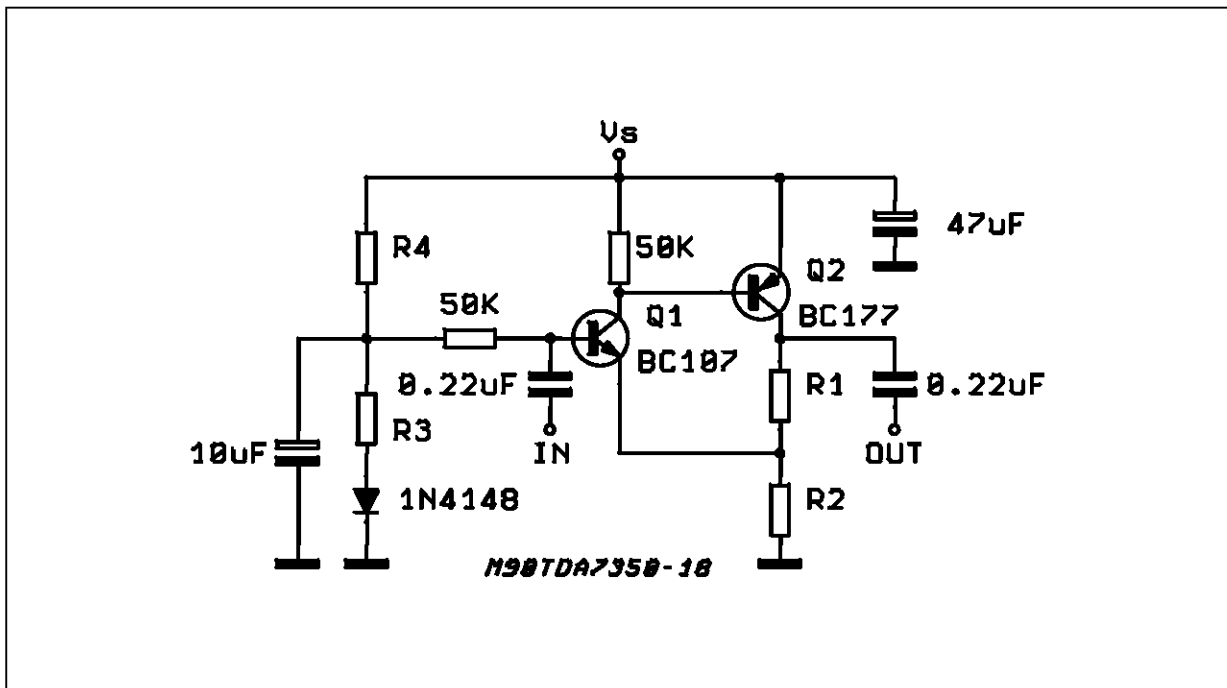 Vs
R4
50K
47uF
Q2
50K
Q1
BC177
BC107
0.22uF
R1
0.22uF
R3
10uF
IN
OUT
1N4148
R2
M90TDA7350-18